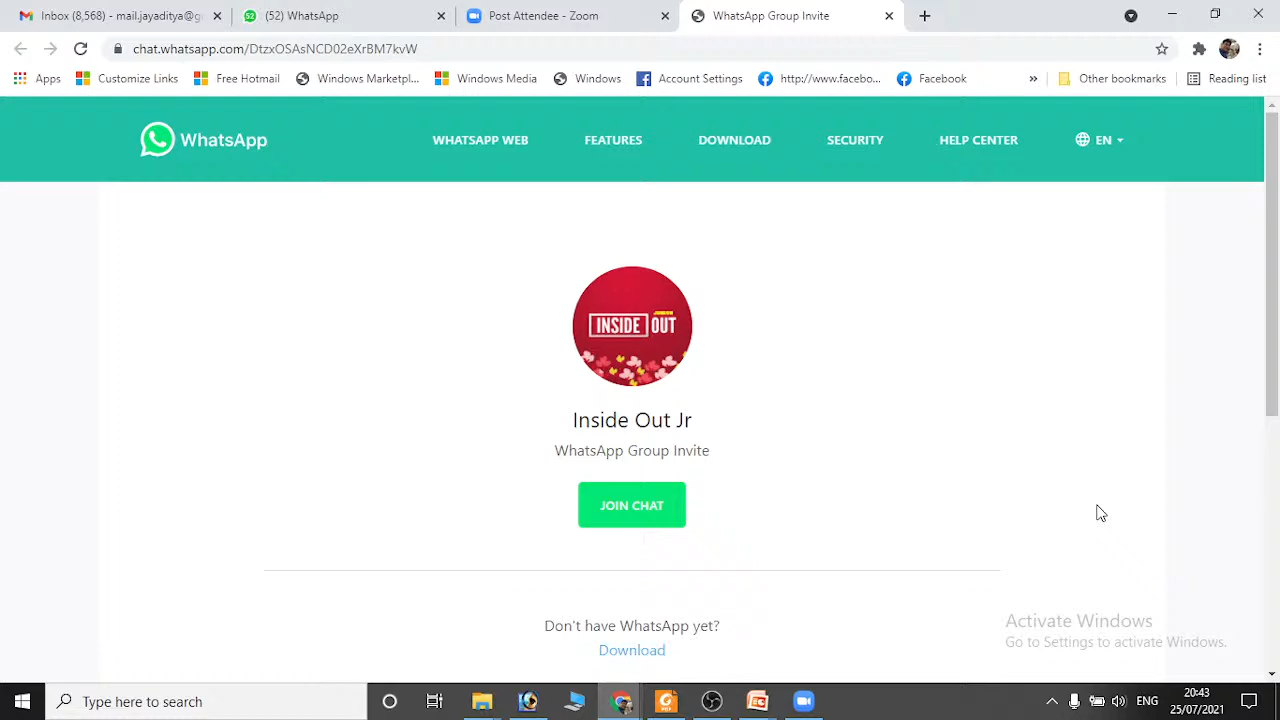 Inbox (8,608) - mail.jayaditya@g
(52) WhatsApp
Post Attendee - Zoom
WhatsApp Group Invite
chat.whatsapp.com/DtzxOSAsNCD02eXrBM7kvW
Apps
Customize Links
Free Hotmail
Windows Marketpl...
Windows Media
Windows
Account Settings
http://www.facebo...
Facebook
»
Other bookmarks
Reading list
WhatsApp
WHATSAPP WEB
FEATURES
DOWNLOAD
SECURITY
HELP CENTER
EN
INSIDE OUT
Inside Out Jr
WhatsApp Group Invite
JOIN CHAT
Don't have WhatsApp yet?
Download
Activate Windows
Go to Settings to activate Windows.
Type here to search
ENG
20:43
25/07/2021